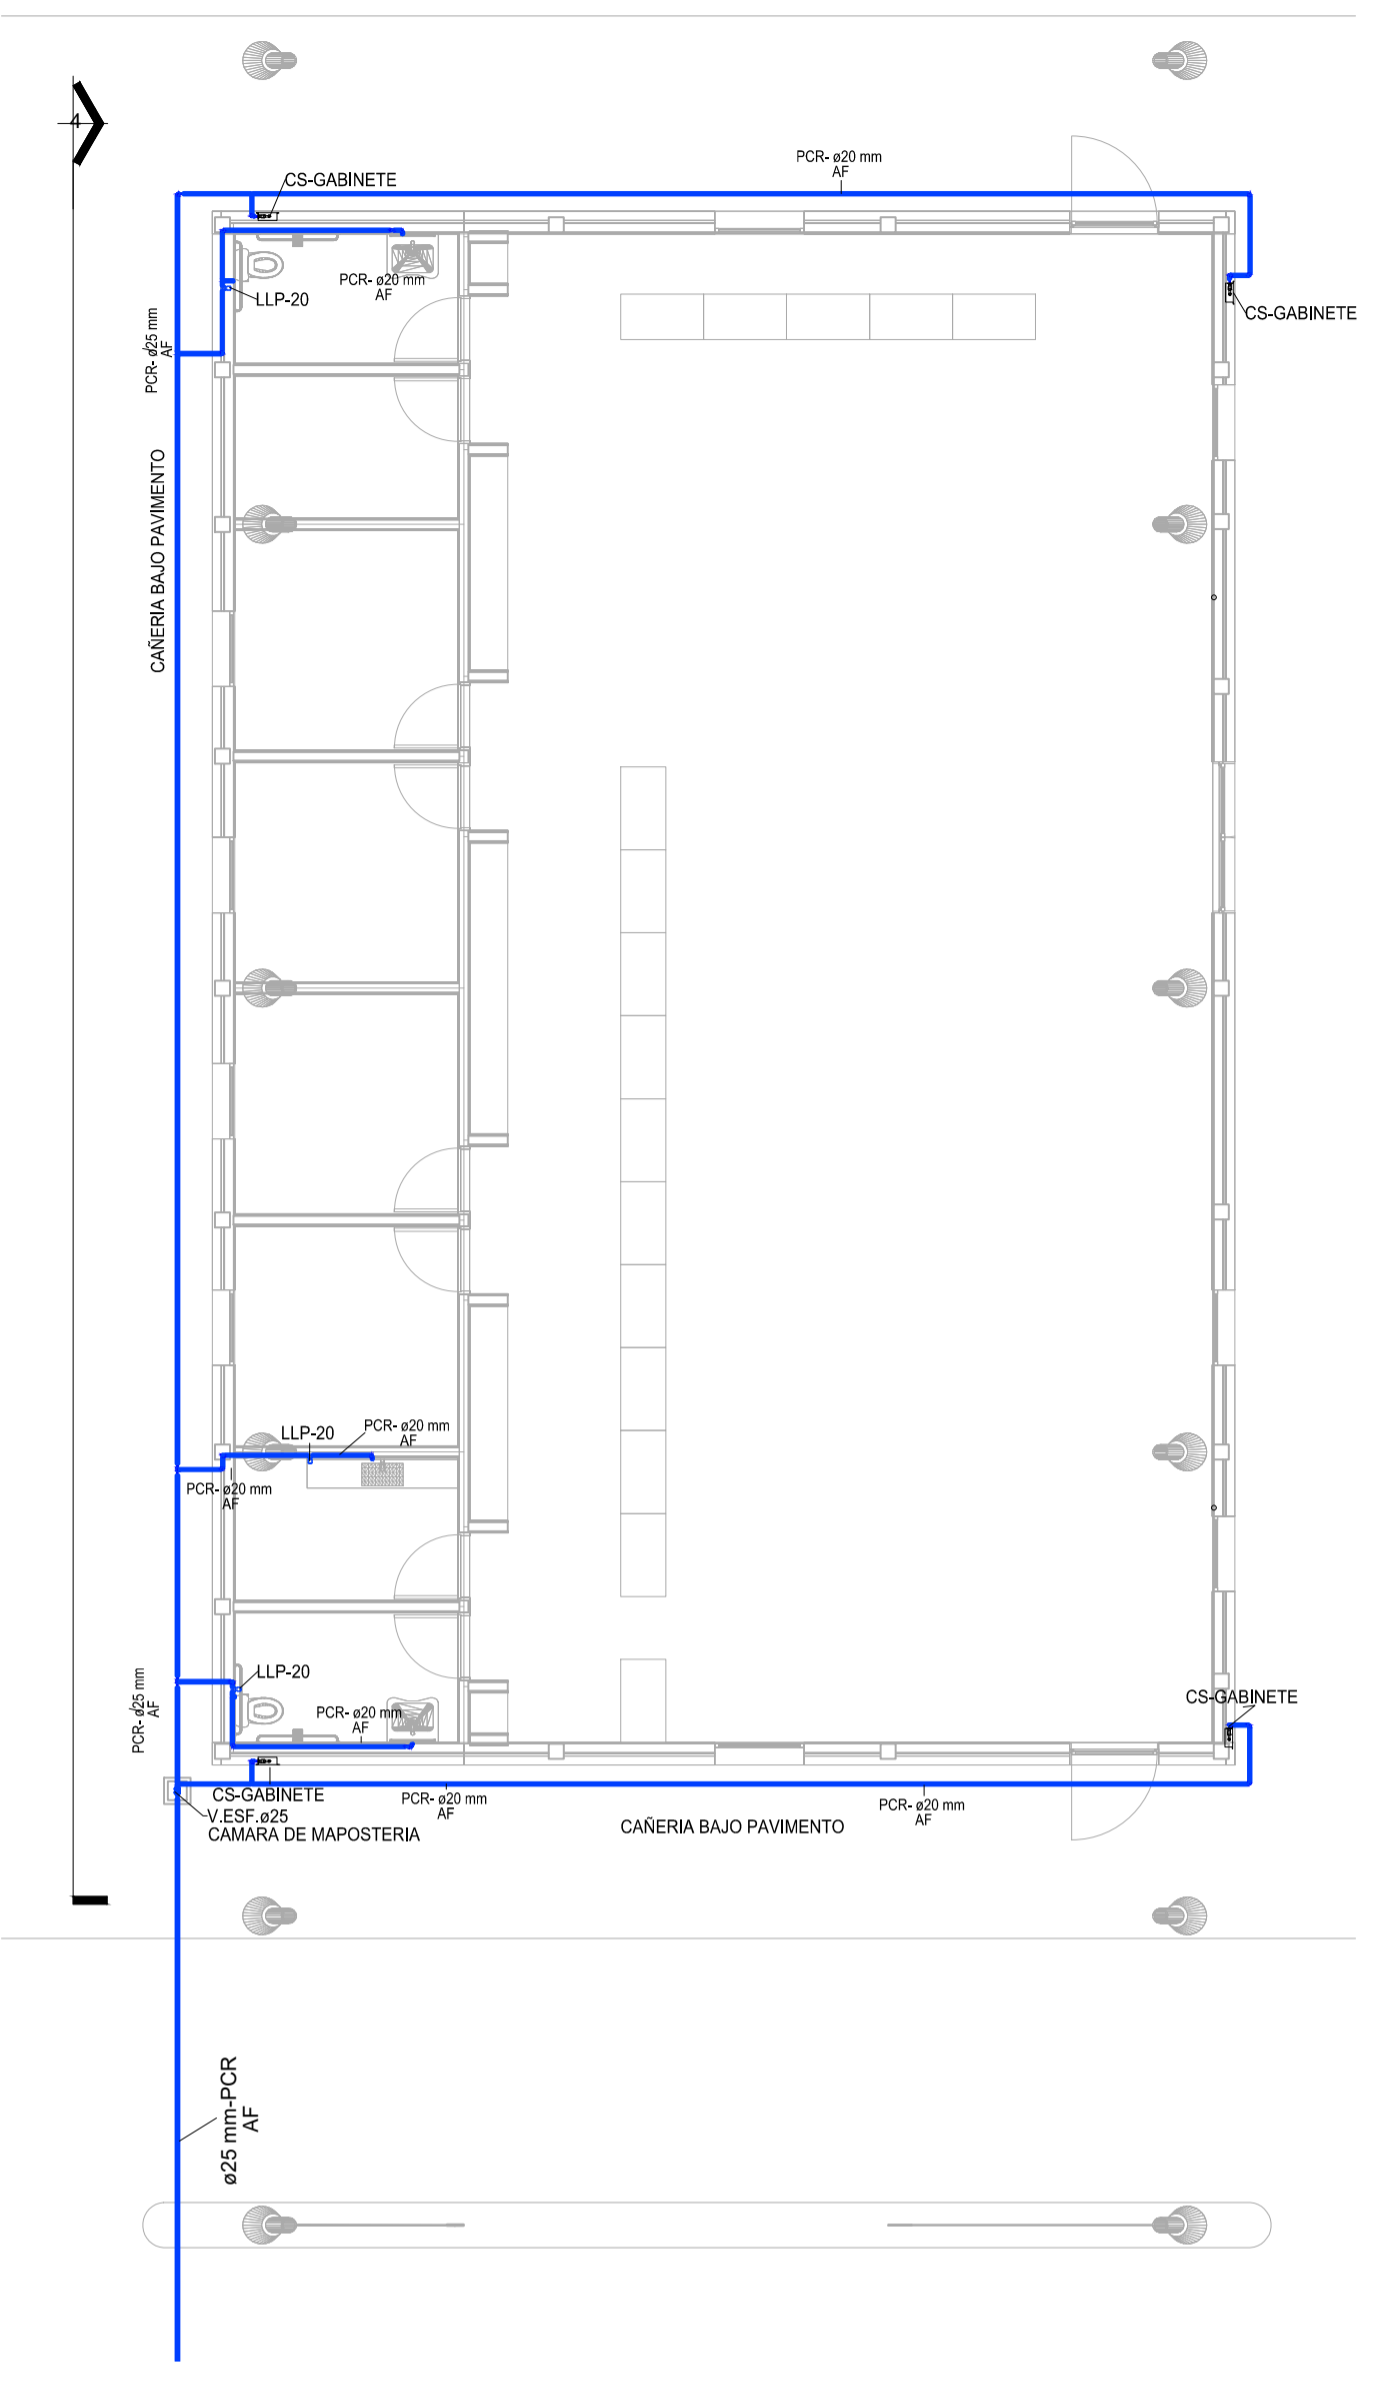 4
CS-GABINETE
PCR- ø20 mm
AF
PCR- ø20 mm
AF
LLP-20
CS-GABINETE
PCR- ø25 mm
AF
CAÑERIA BAJO PAVIMENTO
LLP-20
PCR- ø20 mm
AF
PCR- ø20 mm
AF
LLP-20
PCR- ø25 mm
AF
PCR- ø20 mm
AF
CS-GABINETE
CS-GABINETE
V.ESF.ø25
CAMARA DE MAPOSTERIA
PCR- ø20 mm
AF
CAÑERIA BAJO PAVIMENTO
PCR- ø20 mm
AF
ø25 mm-PCR
AF